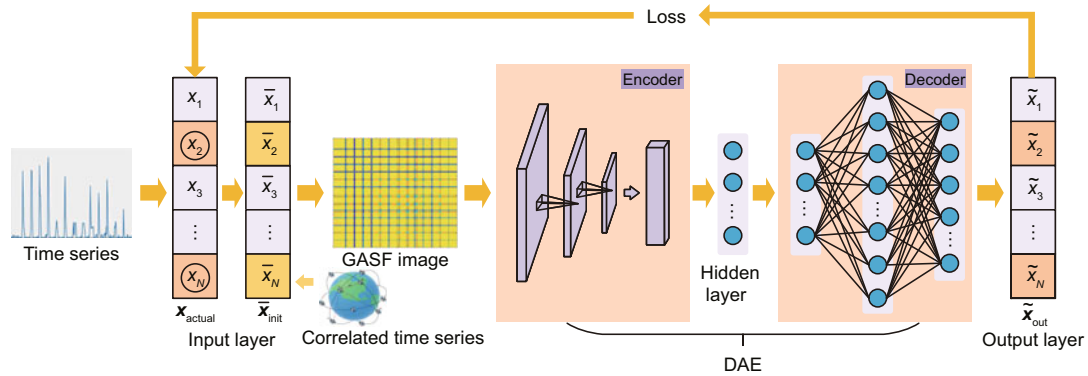 Loss
Encoder
Decoder
x1
x2
x3
⋮
xN
x̄1
x̄2
x̄3
⋮
x̄N
x̃1
x̃2
x̃3
⋮
x̃N
Time series
GASF image
...
...
...
...
Hidden
layer
xactual
x̄init
Correlated time series
x̃out
Input layer
Output layer
DAE